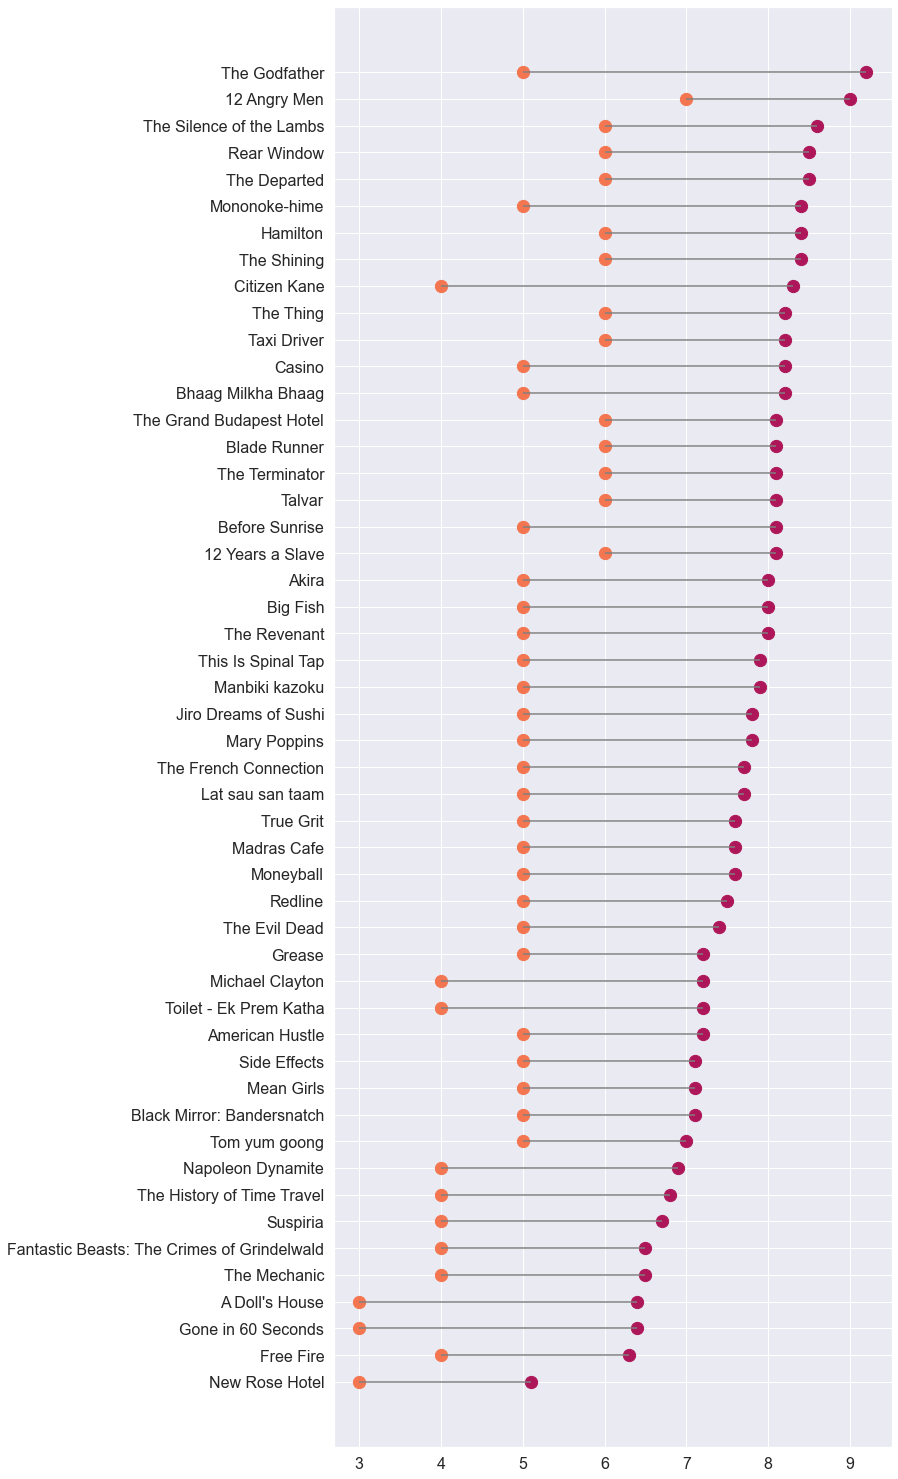 The Godfather
12 Angry Men
The Silence of the Lambs
Rear Window
The Departed
Mononoke-hime
Hamilton
The Shining
Citizen Kane
The Thing
Taxi Driver
Casino
Bhaag Milkha Bhaag
The Grand Budapest Hotel
Blade Runner
The Terminator
Talvar
Before Sunrise
12 Years a Slave
Akira
Big Fish
The Revenant
This Is Spinal Tap
Manbiki kazoku
Jiro Dreams of Sushi
Mary Poppins
The French Connection
Lat sau san taam
True Grit
Madras Cafe
Moneyball
Redline
The Evil Dead
Grease
Michael Clayton
Toilet - Ek Prem Katha
American Hustle
Side Effects
Mean Girls
Black Mirror: Bandersnatch
Tom yum goong
Napoleon Dynamite
The History of Time Travel
Suspiria
Fantastic Beasts: The Crimes of Grindelwald
The Mechanic
A Doll's House
Gone in 60 Seconds
Free Fire
New Rose Hotel
3 4 5 6 7 8 9